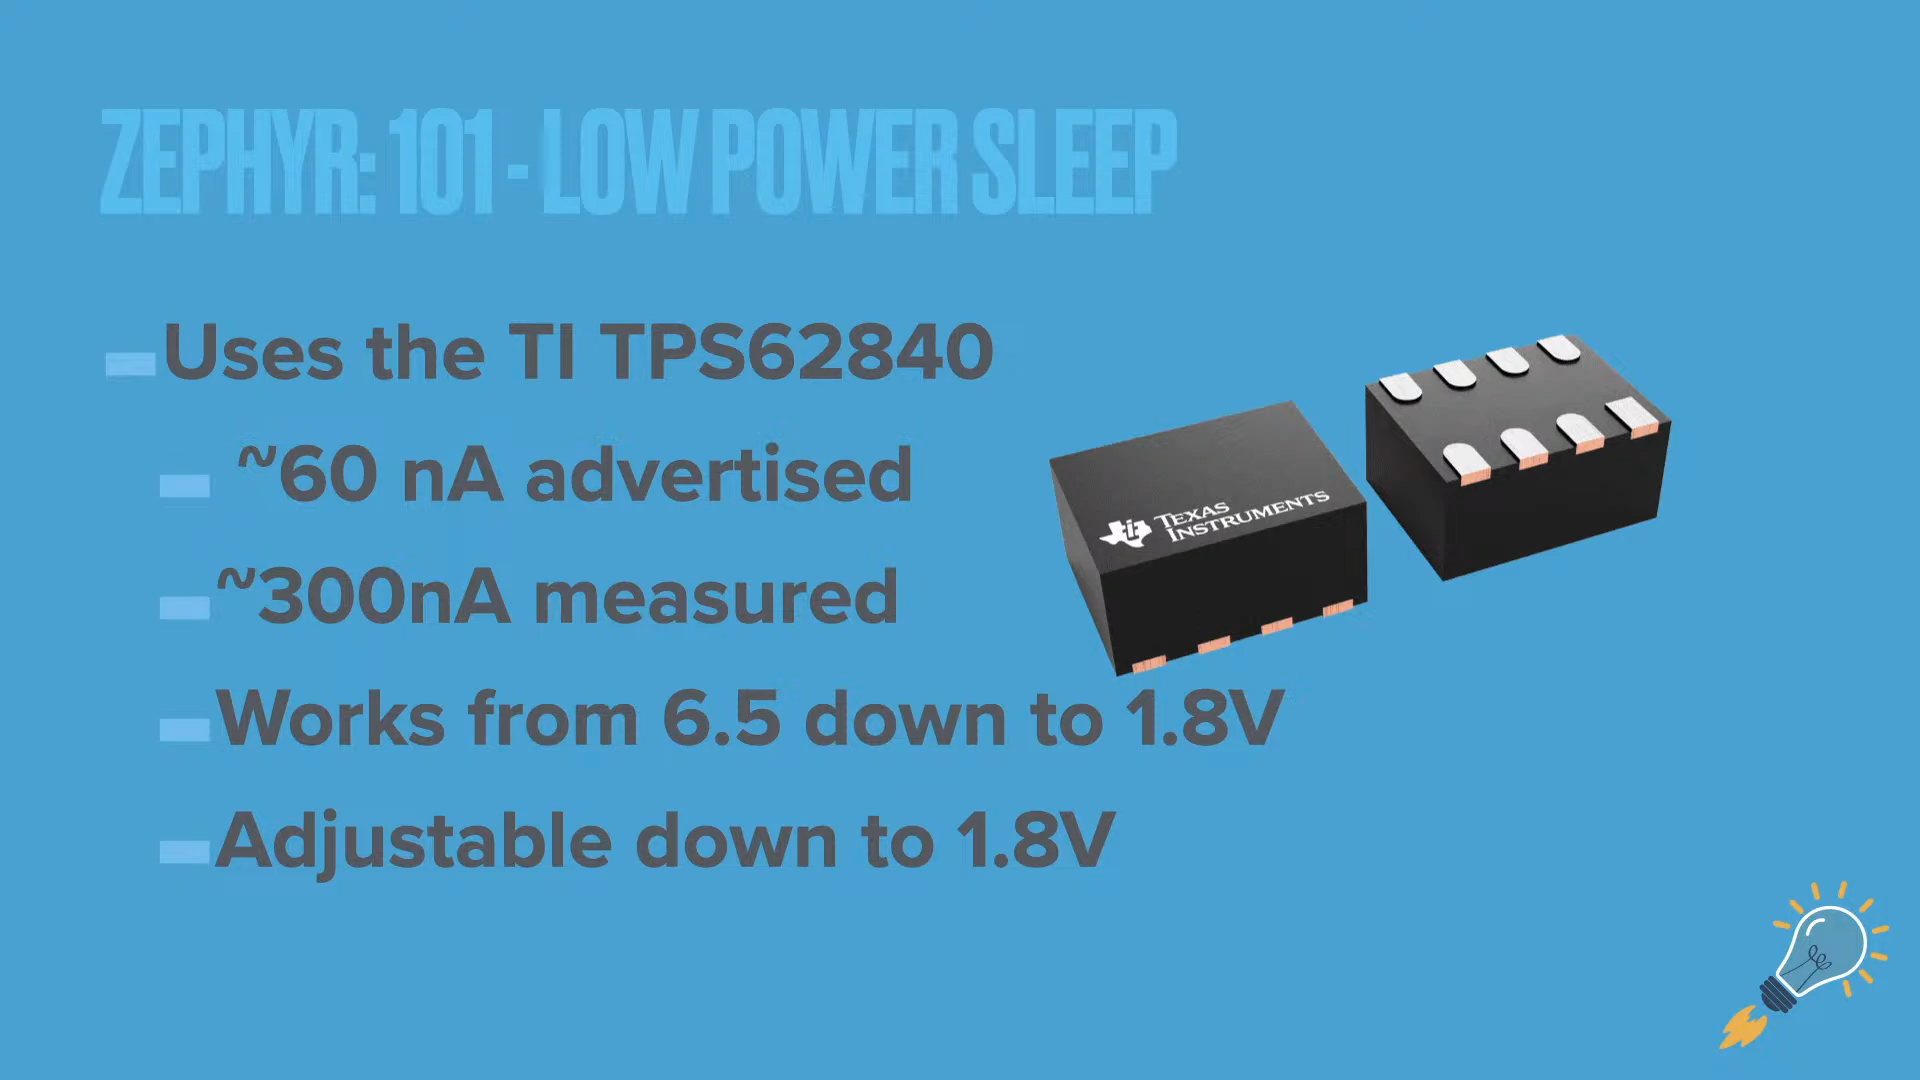 ZEPHYR: 101 - LOW POWER SLEEP
Uses the TI TPS62840
~60 nA advertised
~300nA measured
TEXAS
INSTRUMENTS
Works from 6.5 down to 1.8V
Adjustable down to 1.8V